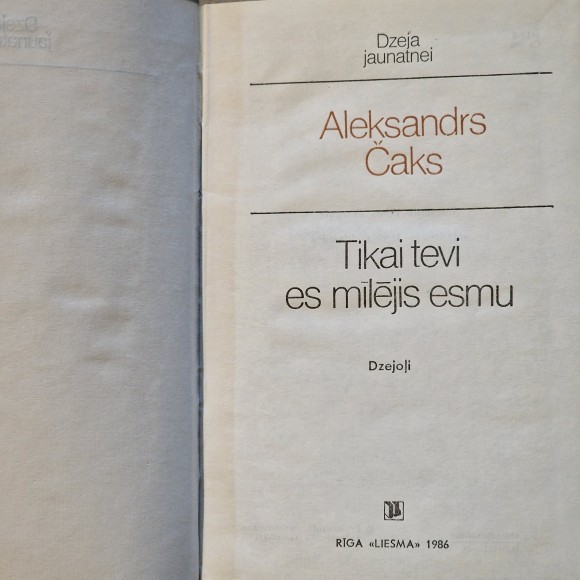 Dzeja
jaunatnei
Aleksandrs
Čaks
Tikai tevi
es mīlējis esmu
Dzejoļi
RĪGA «LIESMA» 1986